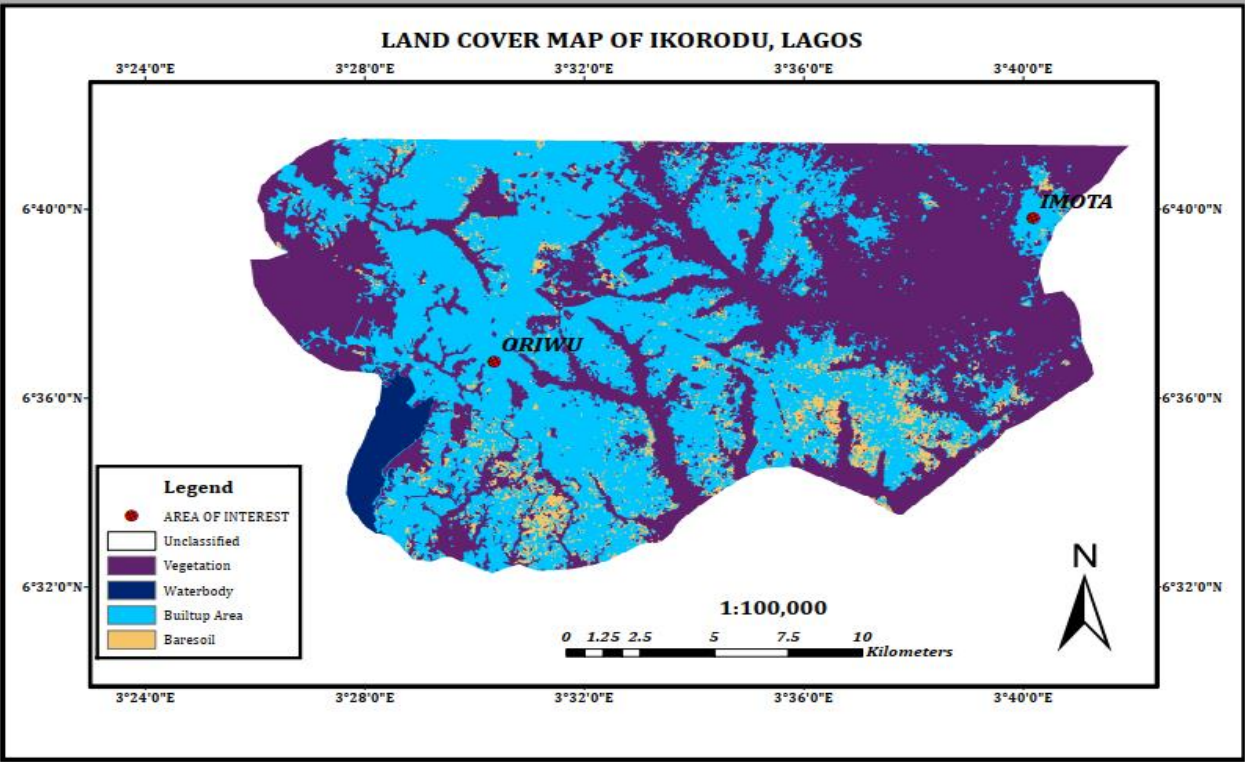 LAND COVER MAP OF IKORODU, LAGOS
3°24'0"E 3°28'0"E 3°32'0"E 3°36'0"E 3°40'0"E
6°40'0"N IMOTA 6°40'0"N
ORIWU
6°36'0"N 6°36'0"N
Legend
AREA OF INTEREST
Unclassified
Vegetation
Waterbody
Builtup Area
Baresoil
N
6°32'0"N 6°32'0"N
1:100,000
0 1.25 2.5 5 7.5 10
Kilometers
3°24'0"E 3°28'0"E 3°32'0"E 3°36'0"E 3°40'0"E